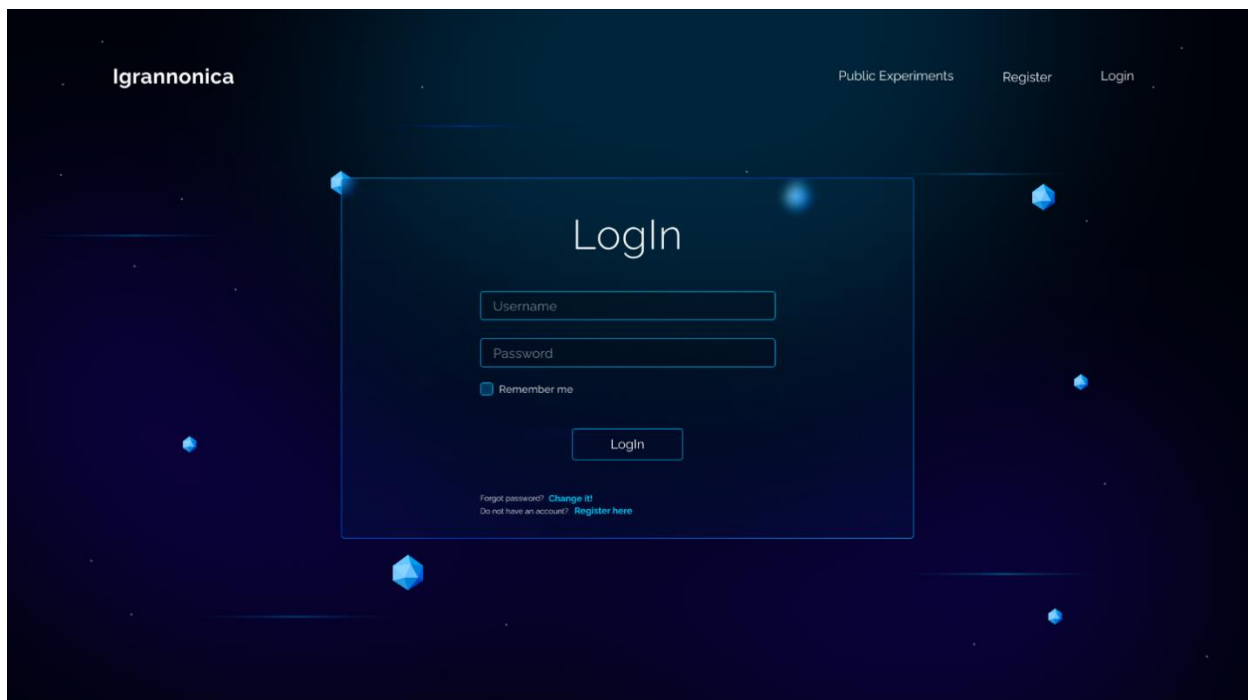 Igrannonica
Public Experiments
Register
Login
LogIn
Username
Password
Remember me
LogIn
Forgot password? Change it!
Do not have an account? Register here